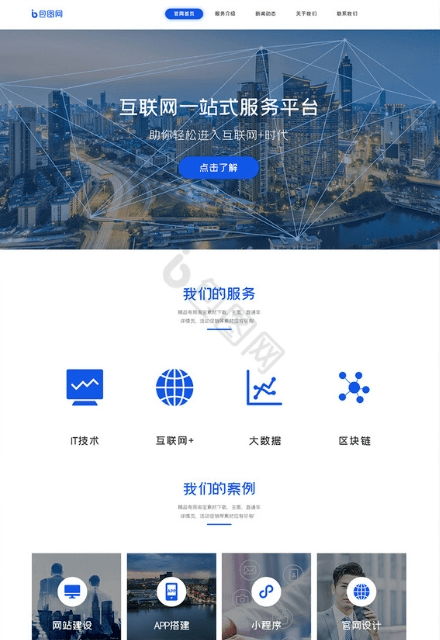 包图网
官网首页 服务介绍 新闻动态 关于我们 联系我们
互联网一站式服务平台
助你轻松进入互联网+时代
点击了解
我们的服务
包图网
IT技术 互联网+ 大数据 区块链
我们的案例
网站建设 APP搭建 小程序 官网设计